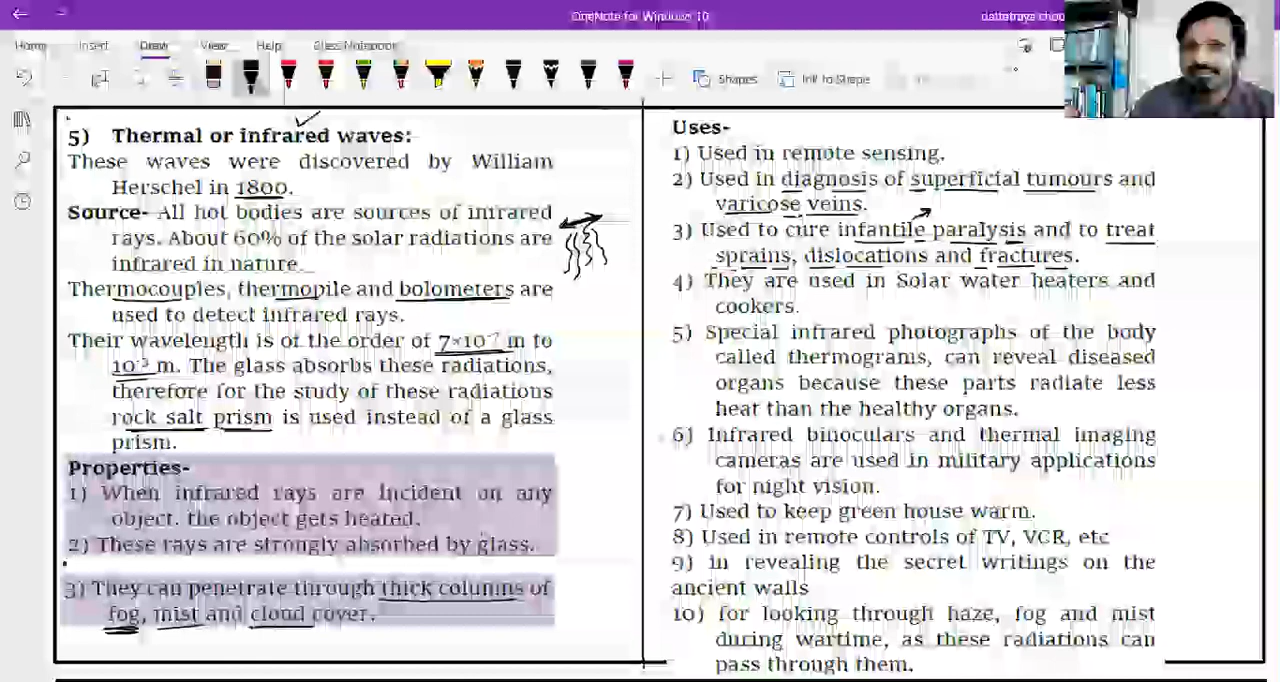 OneNote for Windows 10
dattatraya chou
Home Insert Draw View Help Class Notebook
Shapes Ink to Shape
5) Thermal or infrared waves:
These waves were discovered by William
Herschel in 1800.
Source- All hot bodies are sources of infrared
rays. About 60% of the solar radiations are
infrared in nature.
Thermocouples, thermopile and bolometers are
used to detect infrared rays.
Their wavelength is of the order of 7×10⁻⁷ m to
10⁻³ m. The glass absorbs these radiations,
therefore for the study of these radiations
rock salt prism is used instead of a glass
prism.
Properties-
1) When infrared rays are incident on any
object. the object gets heated.
2) These rays are strongly absorbed by glass.
3) They can penetrate through thick columns of
fog, mist and cloud cover.
Uses-
1) Used in remote sensing.
2) Used in diagnosis of superficial tumours and
varicose veins.
3) Used to cure infantile paralysis and to treat
sprains, dislocations and fractures.
4) They are used in Solar water heaters and
cookers.
5) Special infrared photographs of the body
called thermograms, can reveal diseased
organs because these parts radiate less
heat than the healthy organs.
6) Infrared binoculars and thermal imaging
cameras are used in military applications
for night vision.
7) Used to keep green house warm.
8) Used in remote controls of TV, VCR, etc
9) in revealing the secret writings on the
ancient walls
10) for looking through haze, fog and mist
during wartime, as these radiations can
pass through them.